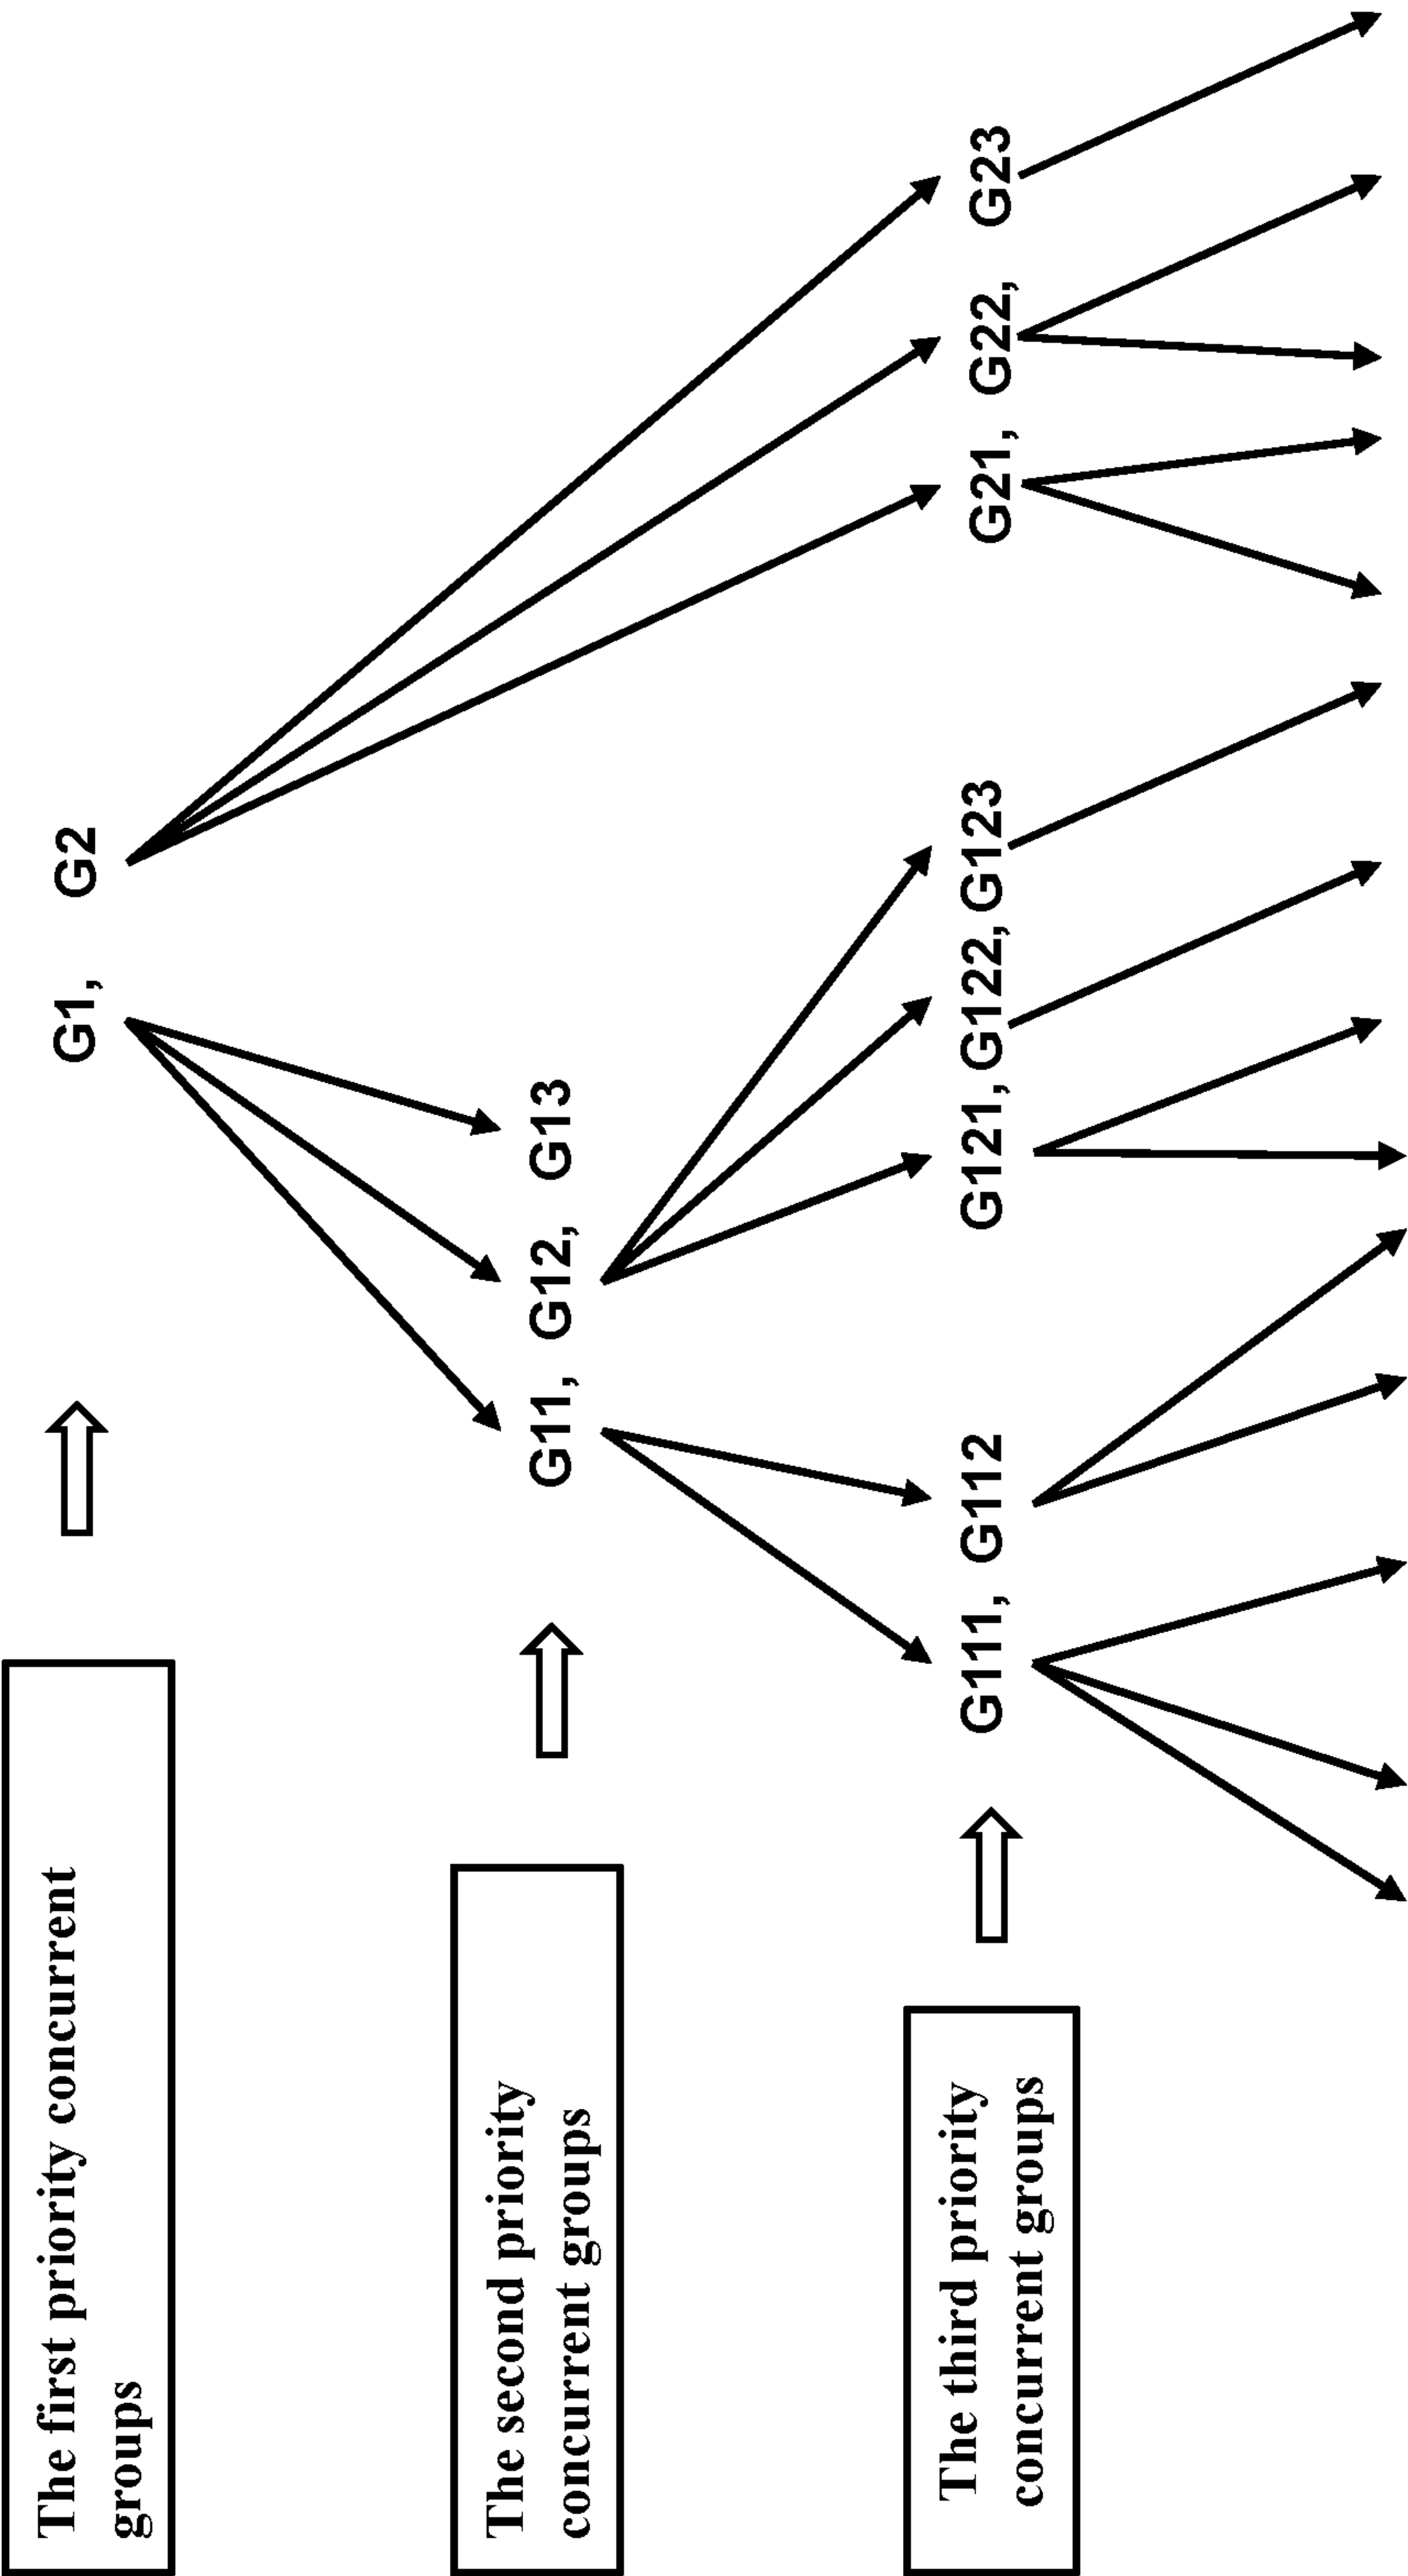 The first priority concurrent
groups
G1, G2
The second priority
concurrent groups
G11, G12, G13
The third priority
concurrent groups
G111, G112
G121, G122, G123
G21, G22, G23